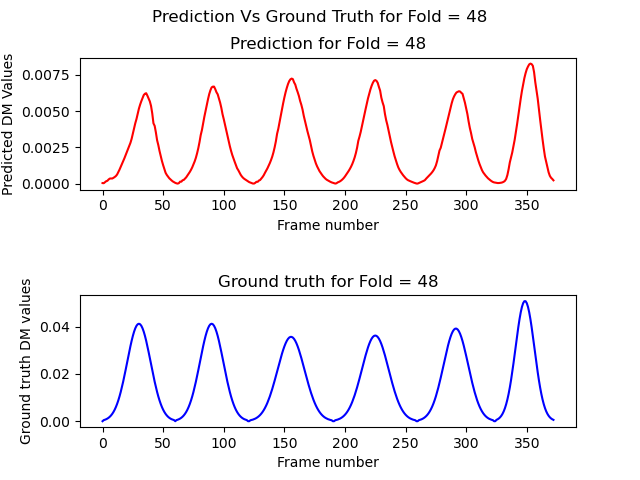 Prediction Vs Ground Truth for Fold = 48
Prediction for Fold = 48
Predicted DM Values
0.0075
0.0050
0.0025
0.0000
0 50 100 150 200 250 300 350
Frame number
Ground truth for Fold = 48
Ground truth DM values
0.04
0.02
0.00
0 50 100 150 200 250 300 350
Frame number